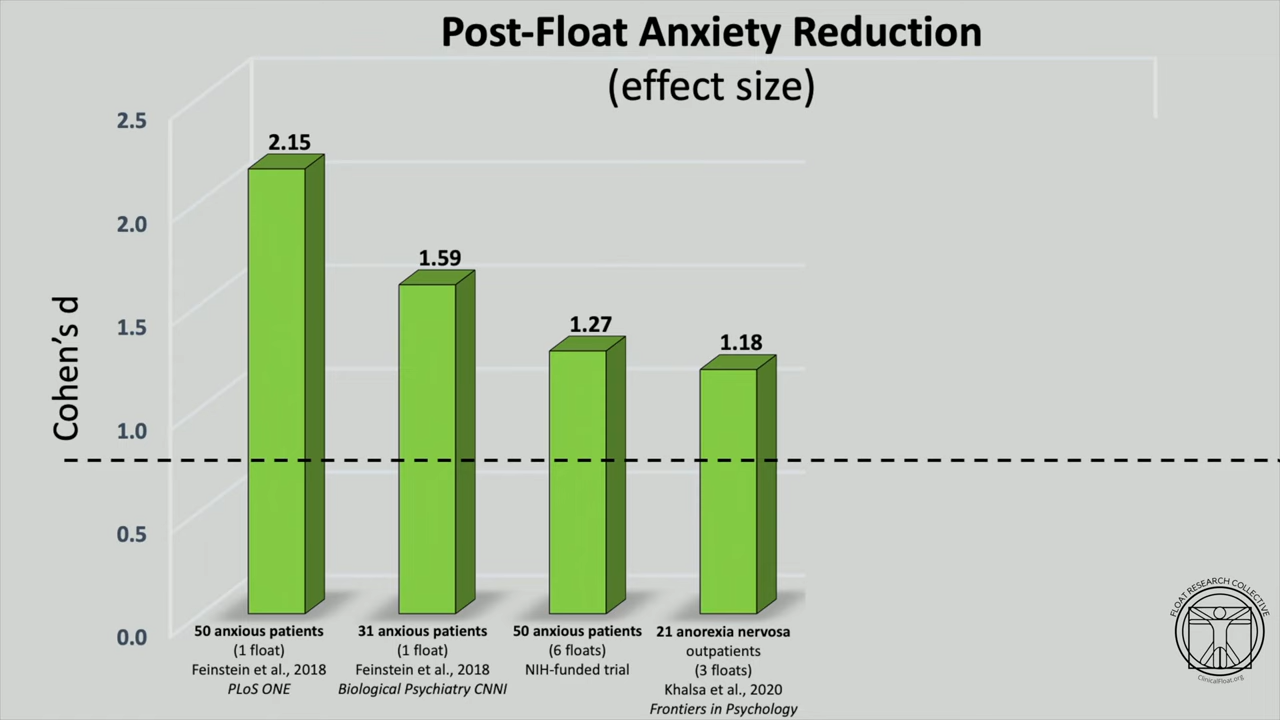 Post-Float Anxiety Reduction
(effect size)
Cohen's d
2.5
2.0
1.5
1.0
0.5
0.0
2.15
1.59
1.27
1.18
50 anxious patients
(1 float)
Feinstein et al., 2018
PLoS ONE
31 anxious patients
(1 float)
Feinstein et al., 2018
Biological Psychiatry CNNI
50 anxious patients
(6 floats)
NIH-funded trial
21 anorexia nervosa
outpatients
(3 floats)
Khalsa et al., 2020
Frontiers in Psychology
FLOAT RESEARCH COLLECTIVE
ClinicalFloat.org